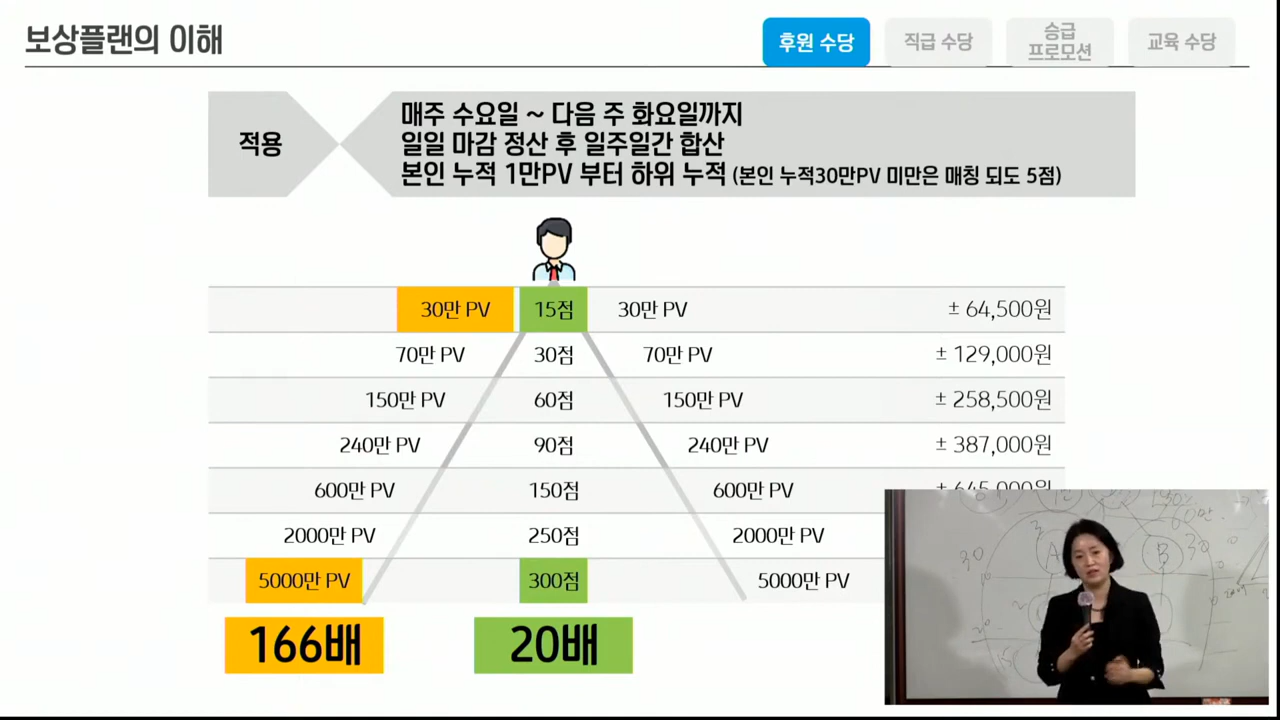 보상플랜의 이해
후원 수당
직급 수당
승급
프로모션
교육 수당
적용
매주 수요일 ~ 다음 주 화요일까지
일일 마감 정산 후 일주일간 합산
본인 누적 1만PV 부터 하위 누적 (본인 누적30만PV 미만은 매칭 되도 5점)
30만 PV 15점 30만 PV ± 64,500원
70만 PV 30점 70만 PV ± 129,000원
150만 PV 60점 150만 PV ± 258,500원
240만 PV 90점 240만 PV ± 387,000원
600만 PV 150점 600만 PV ± 645,000원
2000만 PV 250점 2000만 PV
5000만 PV 300점 5000만 PV
166배 20배
30 A B 30